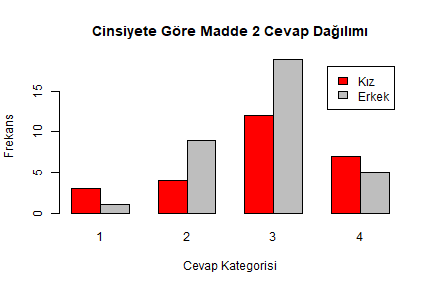 Cinsiyete Göre Madde 2 Cevap Dağılımı
Kız
Erkek
Frekans
15
10
5
0
1 2 3 4
Cevap Kategorisi